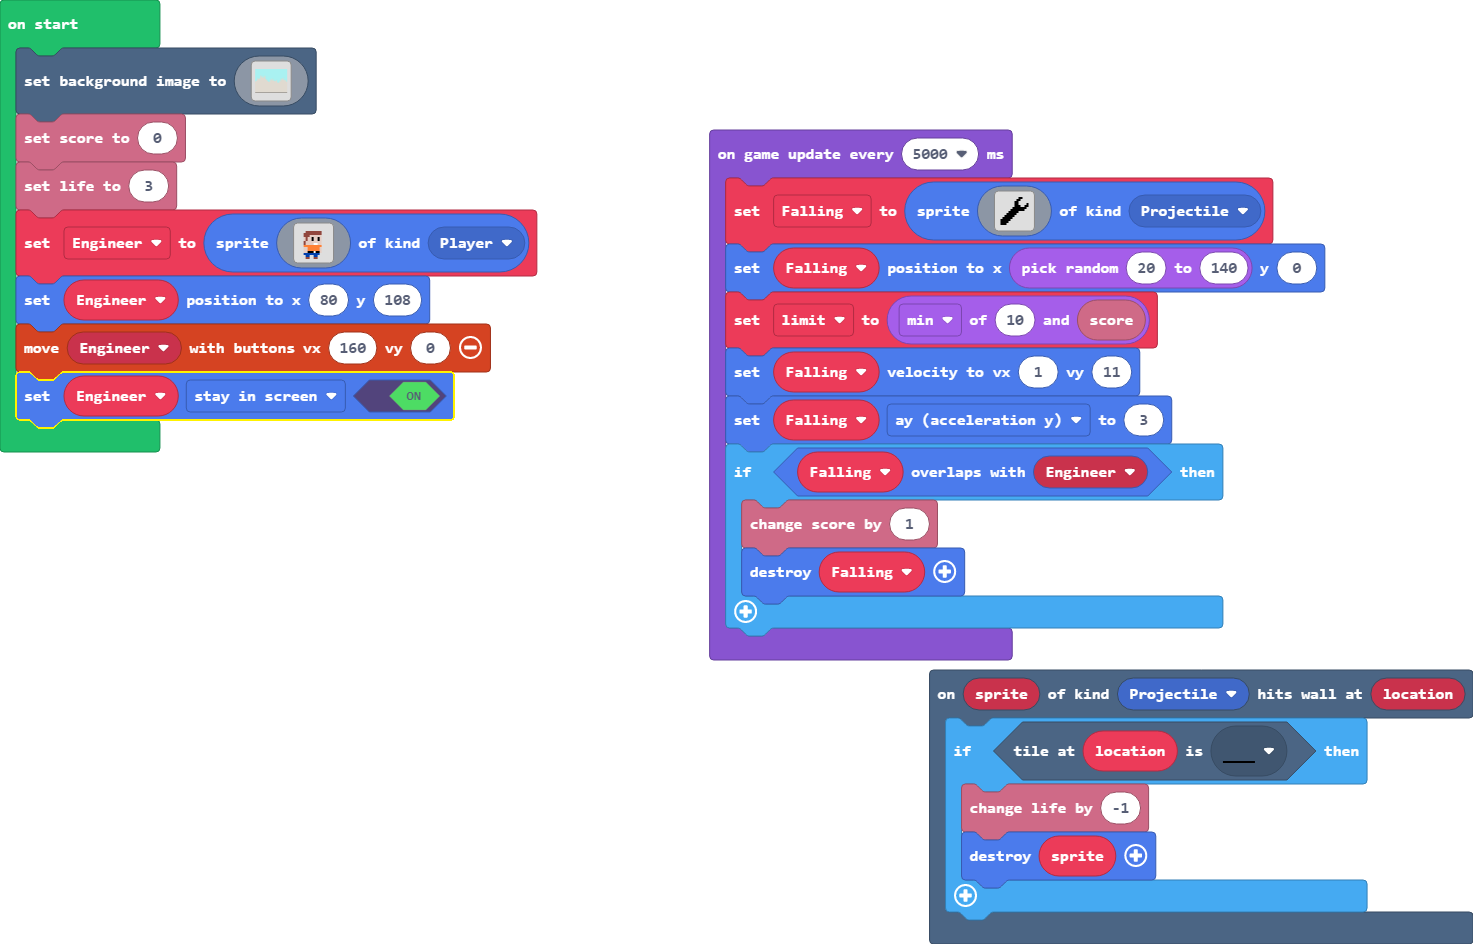 on start
set background image to
set score to 0
set life to 3
set Engineer to sprite of kind Player
set Engineer position to x 80 y 108
move Engineer with buttons vx 160 vy 0
set Engineer stay in screen ON
on game update every 5000 ms
set Falling to sprite of kind Projectile
set Falling position to x pick random 20 to 140 y 0
set limit to min of 10 and score
set Falling velocity to vx 1 vy 11
set Falling ay (acceleration y) to 3
if Falling overlaps with Engineer then
change score by 1
destroy Falling
on sprite of kind Projectile hits wall at location
if tile at location is then
change life by -1
destroy sprite